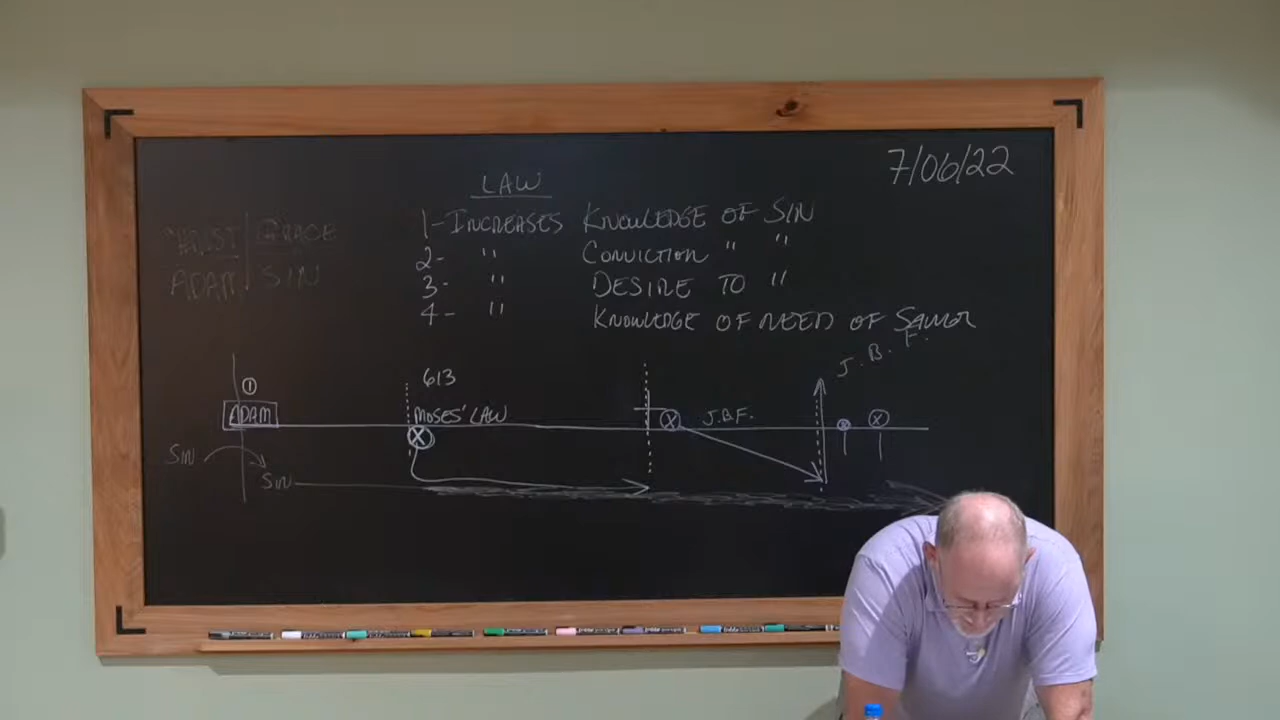 7/06/22
LAW
1- INCREASES KNOWLEDGE OF SIN
2- " CONVICTION " "
3- " DESIRE TO "
4- " KNOWLEDGE OF NEED OF SAVIOR
GRACE
ADAM SIN
J. B. F.
613
1
ADAM
MOSES' LAW
X
X
J.B.F.
X
X
SIN
SIN